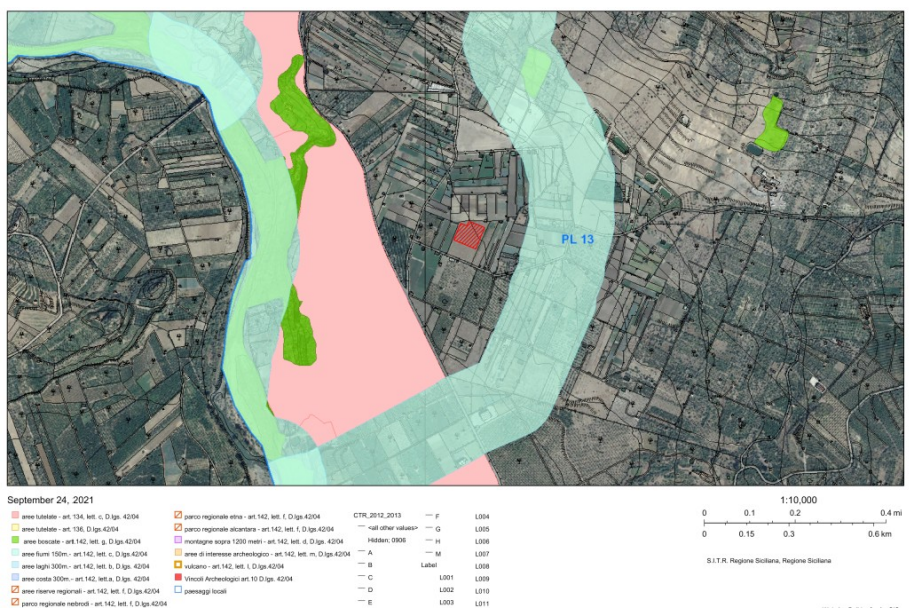 PL 13
September 24, 2021
aree tutelate - art. 134, lett. c, D.lgs. 42/04
aree tutelate - art. 136, D.lgs. 42/04
aree boscate - art.142, lett. g, D.lgs.42/04
aree fiumi 150m.- art.142, lett. c, D.lgs.42/04
aree laghi 300m.- art.142, lett. b, D.lgs.42/04
aree costa 300m.- art.142, lett.a, D.lgs.42/04
aree riserve regionali - art.142, lett. f, D.lgs.42/04
parco regionale nebrodi - art.142, lett. f, D.lgs.42/04
parco regionale etna - art.142, lett. f, D.lgs.42/04
parco regionale alcantara - art.142, lett. f, D.lgs.42/04
montagne sopra 1200 metri - art.142, lett. d, D.lgs.42/04
aree di interesse archeologico - art.142, lett. m, D.lgs.42/04
vulcano - art.142, lett. l, D.lgs.42/04
Vincoli Archeologici art.10 D.lgs. 42/04
paesaggi locali
CTR_2012_2013
<all other values>
Hidden: 0806
A
B
C
D
E
F
G
H
M
Label
L001
L002
L003
L004
L005
L006
L007
L008
L009
L010
L011
1:10,000
0 0.1 0.2 0.4 mi
0 0.15 0.3 0.6 km
S.I.T.R. Regione Siciliana, Regione Siciliana